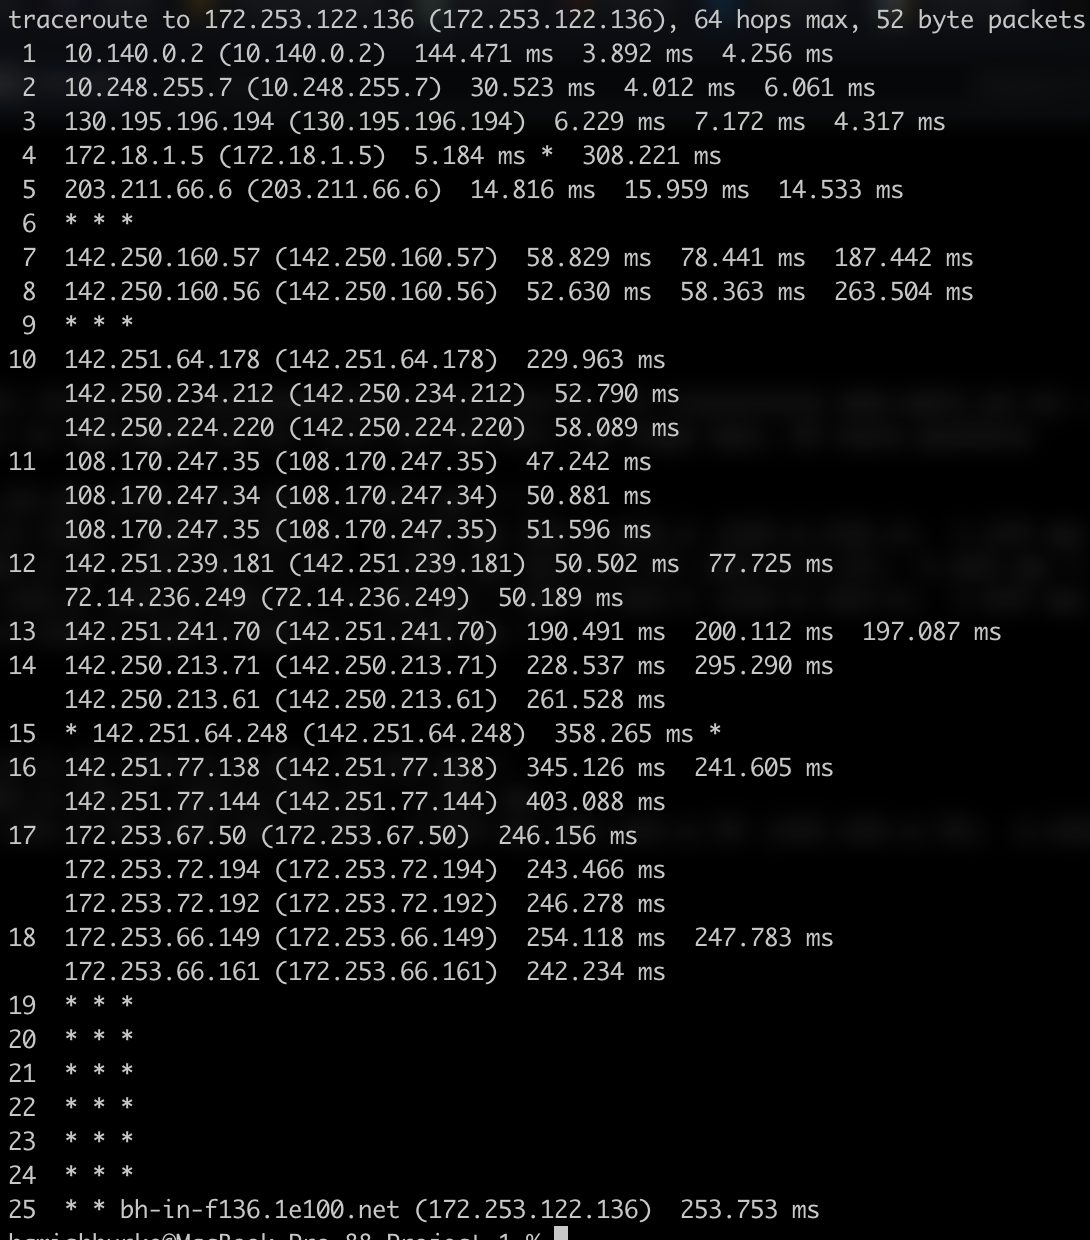 traceroute to 172.253.122.136 (172.253.122.136), 64 hops max, 52 byte packets
1 10.140.0.2 (10.140.0.2) 144.471 ms 3.892 ms 4.256 ms
2 10.248.255.7 (10.248.255.7) 30.523 ms 4.012 ms 6.061 ms
3 130.195.196.194 (130.195.196.194) 6.229 ms 7.172 ms 4.317 ms
4 172.18.1.5 (172.18.1.5) 5.184 ms * 308.221 ms
5 203.211.66.6 (203.211.66.6) 14.816 ms 15.959 ms 14.533 ms
6 * * *
7 142.250.160.57 (142.250.160.57) 58.829 ms 78.441 ms 187.442 ms
8 142.250.160.56 (142.250.160.56) 52.630 ms 58.363 ms 263.504 ms
9 * * *
10 142.251.64.178 (142.251.64.178) 229.963 ms
142.250.234.212 (142.250.234.212) 52.790 ms
142.250.224.220 (142.250.224.220) 58.089 ms
11 108.170.247.35 (108.170.247.35) 47.242 ms
108.170.247.34 (108.170.247.34) 50.881 ms
108.170.247.35 (108.170.247.35) 51.596 ms
12 142.251.239.181 (142.251.239.181) 50.502 ms 77.725 ms
72.14.236.249 (72.14.236.249) 50.189 ms
13 142.251.241.70 (142.251.241.70) 190.491 ms 200.112 ms 197.087 ms
14 142.250.213.71 (142.250.213.71) 228.537 ms 295.290 ms
142.250.213.61 (142.250.213.61) 261.528 ms
15 * 142.251.64.248 (142.251.64.248) 358.265 ms *
16 142.251.77.138 (142.251.77.138) 345.126 ms 241.605 ms
142.251.77.144 (142.251.77.144) 403.088 ms
17 172.253.67.50 (172.253.67.50) 246.156 ms
172.253.72.194 (172.253.72.194) 243.466 ms
172.253.72.192 (172.253.72.192) 246.278 ms
18 172.253.66.149 (172.253.66.149) 254.118 ms 247.783 ms
172.253.66.161 (172.253.66.161) 242.234 ms
19 * * *
20 * * *
21 * * *
22 * * *
23 * * *
24 * * *
25 * * bh-in-f136.1e100.net (172.253.122.136) 253.753 ms